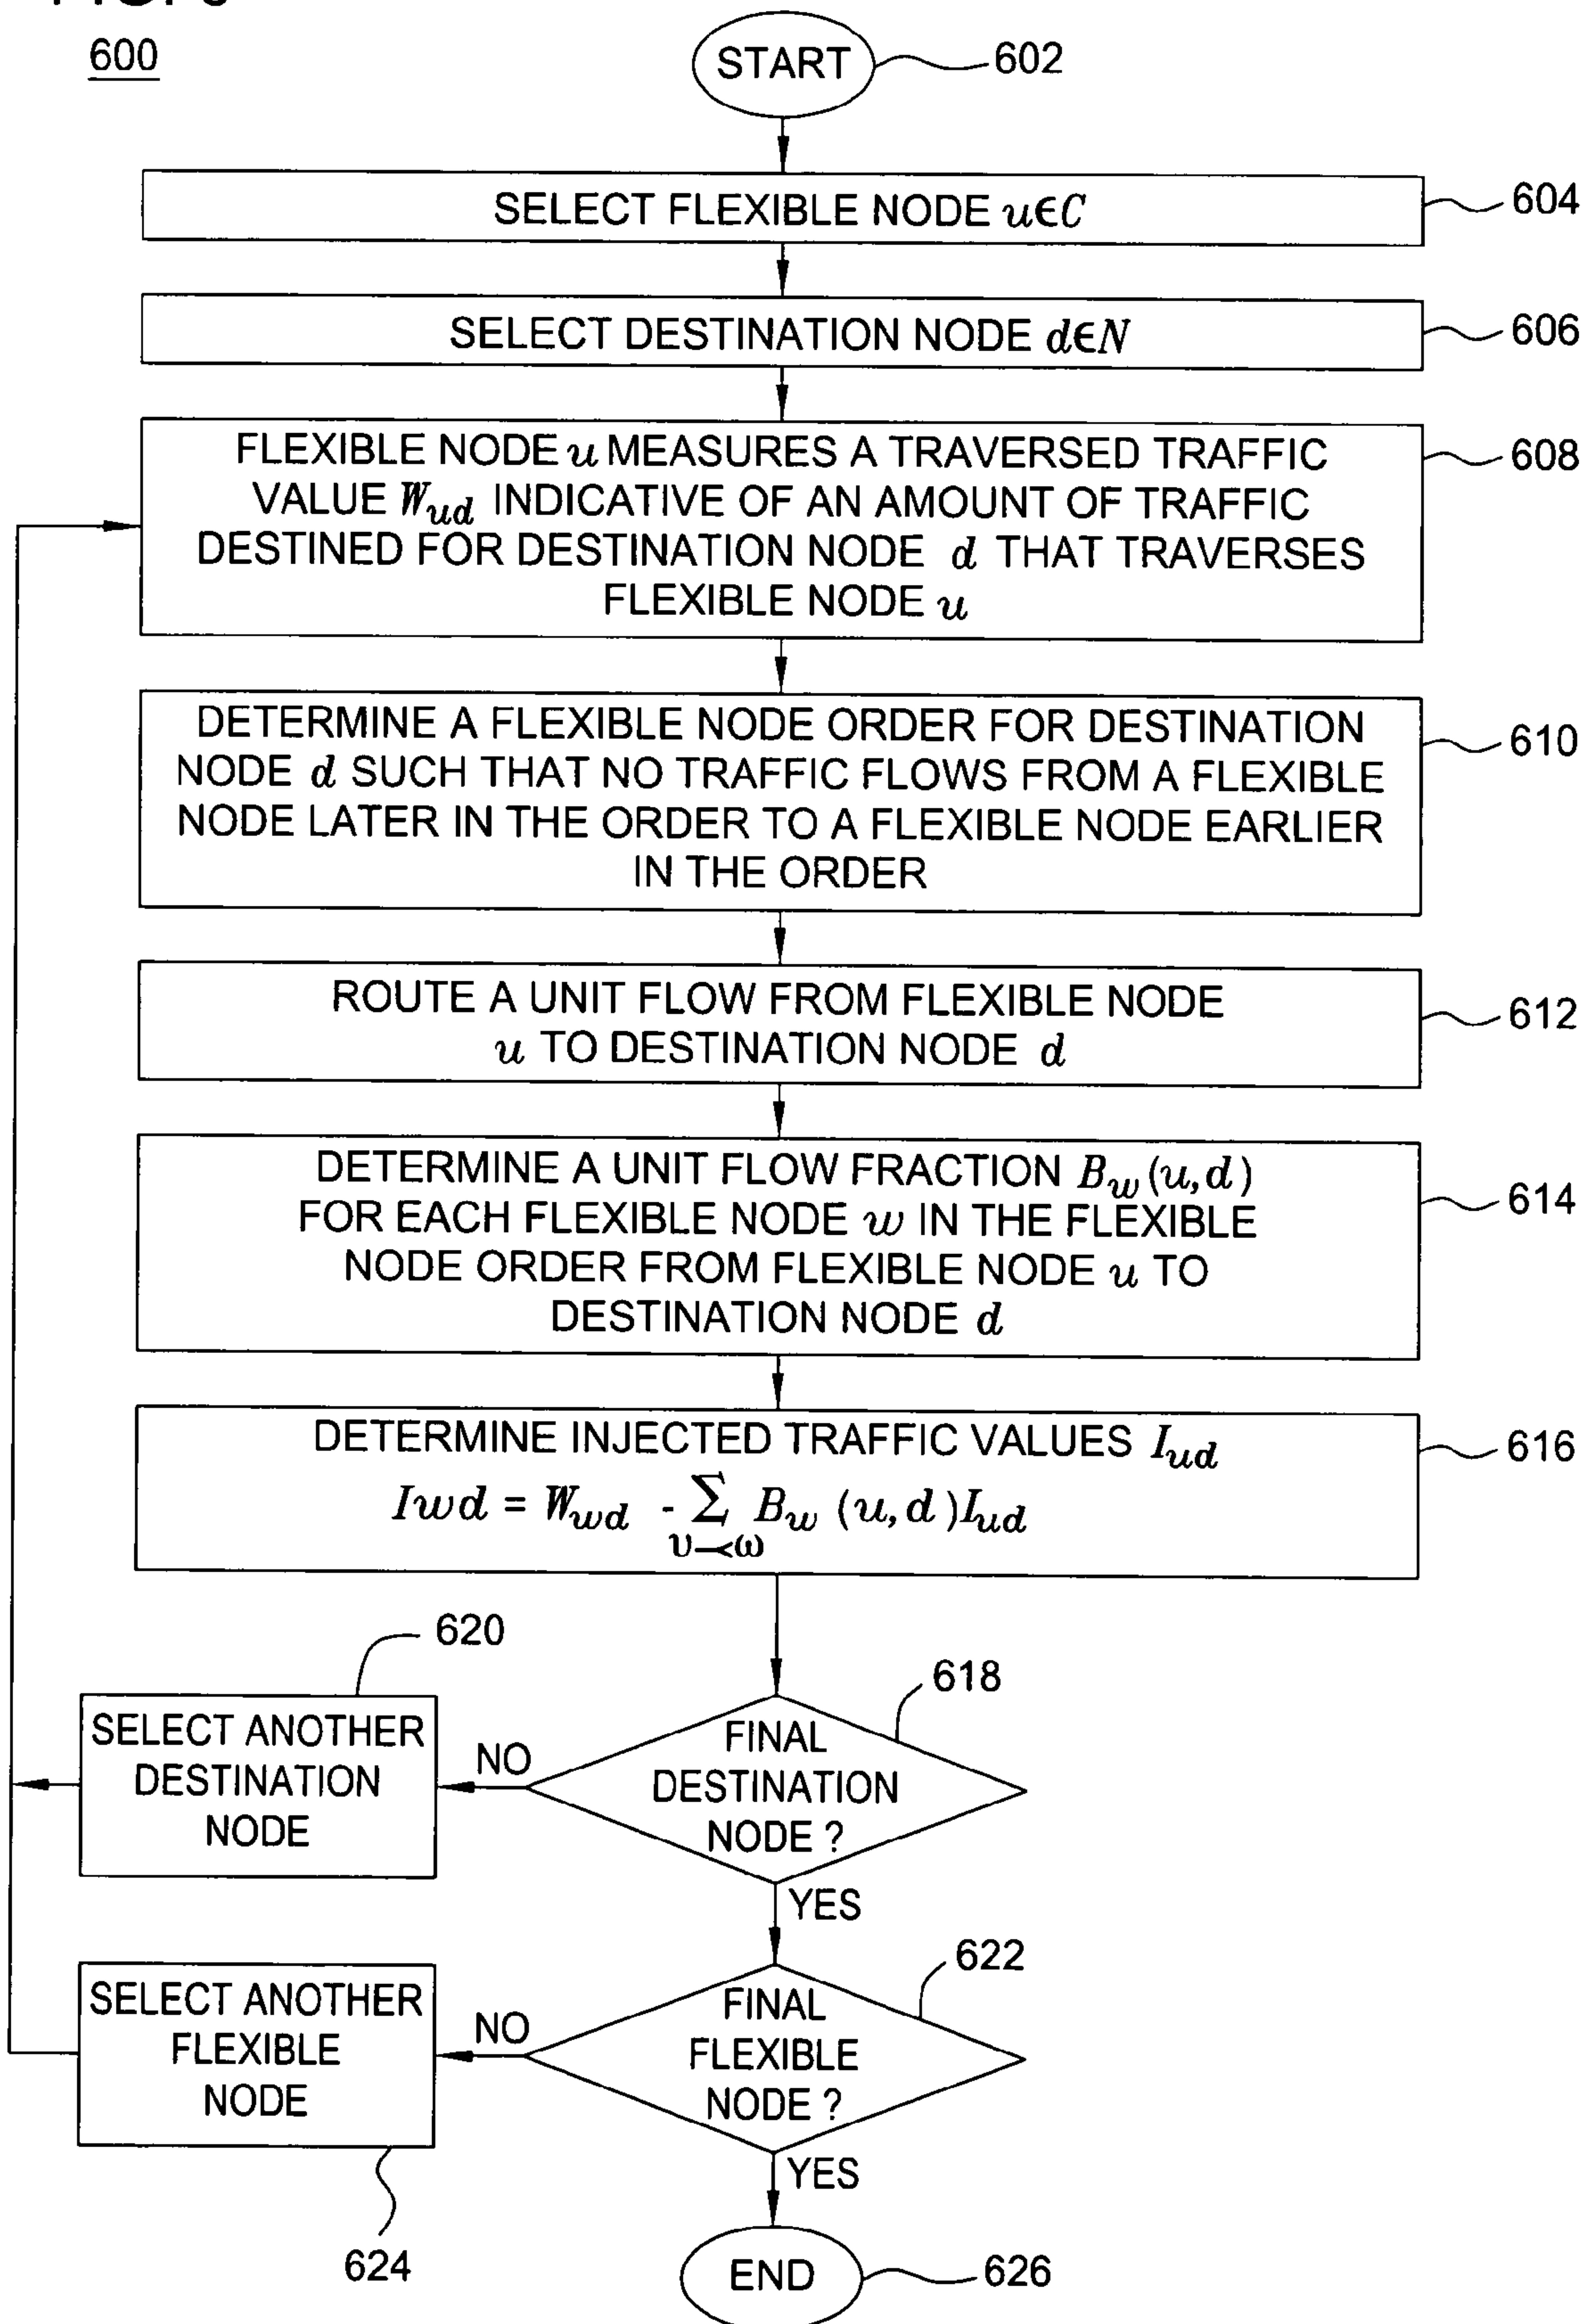 600
START
602
SELECT FLEXIBLE NODE u∈C
604
SELECT DESTINATION NODE d∈N
606
FLEXIBLE NODE u MEASURES A TRAVERSED TRAFFIC
VALUE W_ud INDICATIVE OF AN AMOUNT OF TRAFFIC
DESTINED FOR DESTINATION NODE d THAT TRAVERSES
FLEXIBLE NODE u
608
DETERMINE A FLEXIBLE NODE ORDER FOR DESTINATION
NODE d SUCH THAT NO TRAFFIC FLOWS FROM A FLEXIBLE
NODE LATER IN THE ORDER TO A FLEXIBLE NODE EARLIER
IN THE ORDER
610
ROUTE A UNIT FLOW FROM FLEXIBLE NODE
u TO DESTINATION NODE d
612
DETERMINE A UNIT FLOW FRACTION B_w (u,d)
FOR EACH FLEXIBLE NODE w IN THE FLEXIBLE
NODE ORDER FROM FLEXIBLE NODE u TO
DESTINATION NODE d
614
DETERMINE INJECTED TRAFFIC VALUES I_ud
Iwd = W_wd - ∑ B_w (u,d)I_ud
υ≺ω
616
620
618
SELECT ANOTHER
DESTINATION
NODE
NO
FINAL
DESTINATION
NODE ?
YES
622
SELECT ANOTHER
FLEXIBLE
NODE
NO
FINAL
FLEXIBLE
NODE ?
YES
624
END
626